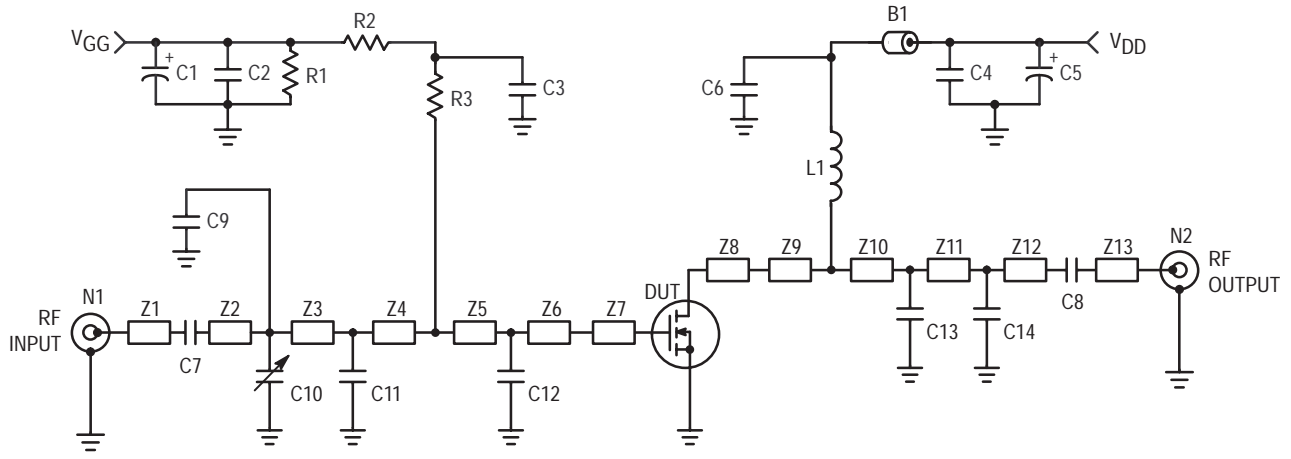 B1
R2
VGG
VDD
+
C1
C2
R1
R3
C3
C6
C4
+
C5
L1
C9
N2
Z8
Z9
Z10
Z11
Z12
Z13
RF
OUTPUT
C8
N1
Z1
Z2
Z3
Z4
Z5
Z6
Z7
DUT
RF
INPUT
C7
C10
C11
C12
C13
C14